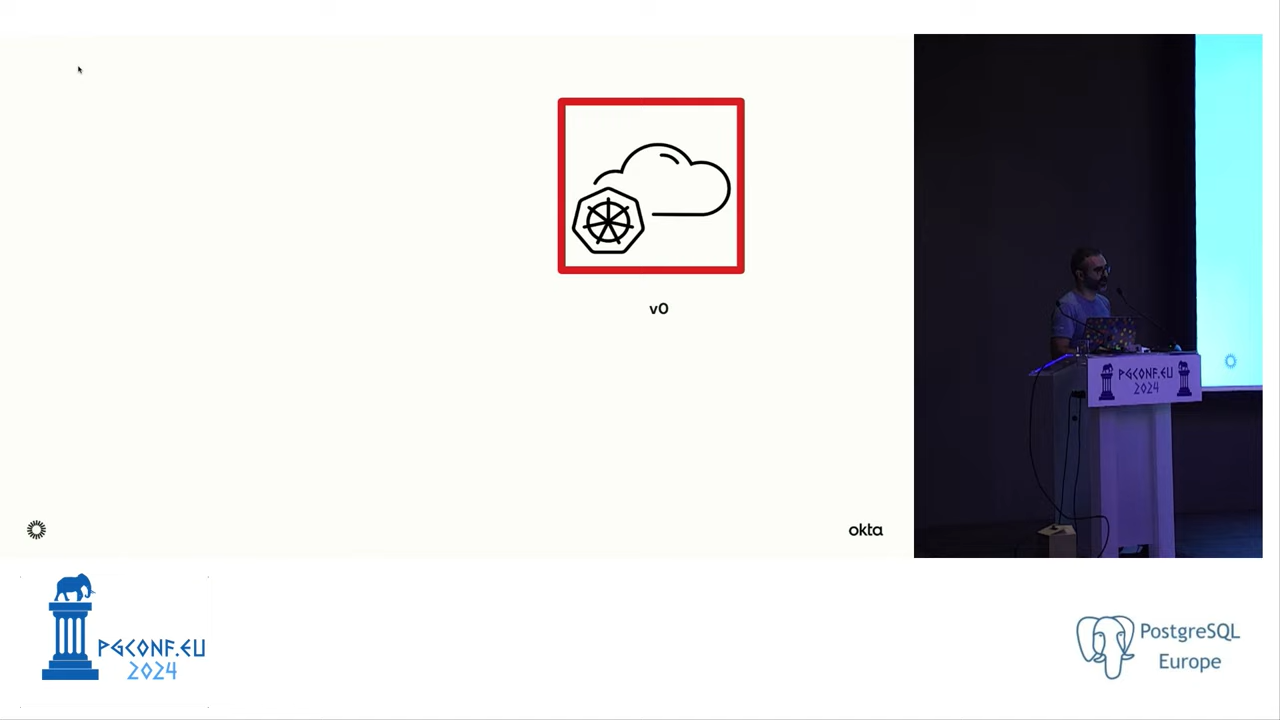 v0
okta
PGCONF.EU
2024
PGCONF.EU
2024
PostgreSQL
Europe